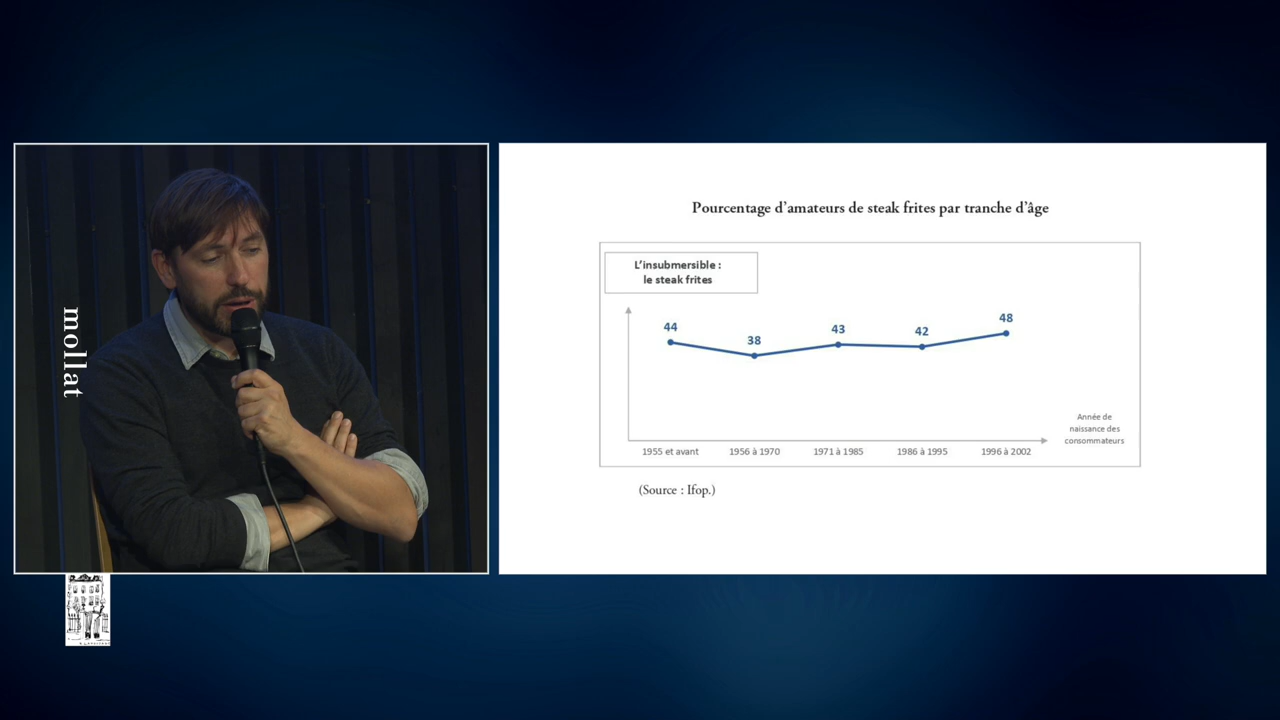 mollat
Pourcentage d’amateurs de steak frites par tranche d’âge
L’insubmersible :
le steak frites
44
38
43
42
48
1955 et avant
1956 à 1970
1971 à 1985
1986 à 1995
1996 à 2002
Année de
naissance des
consommateurs
(Source : Ifop.)